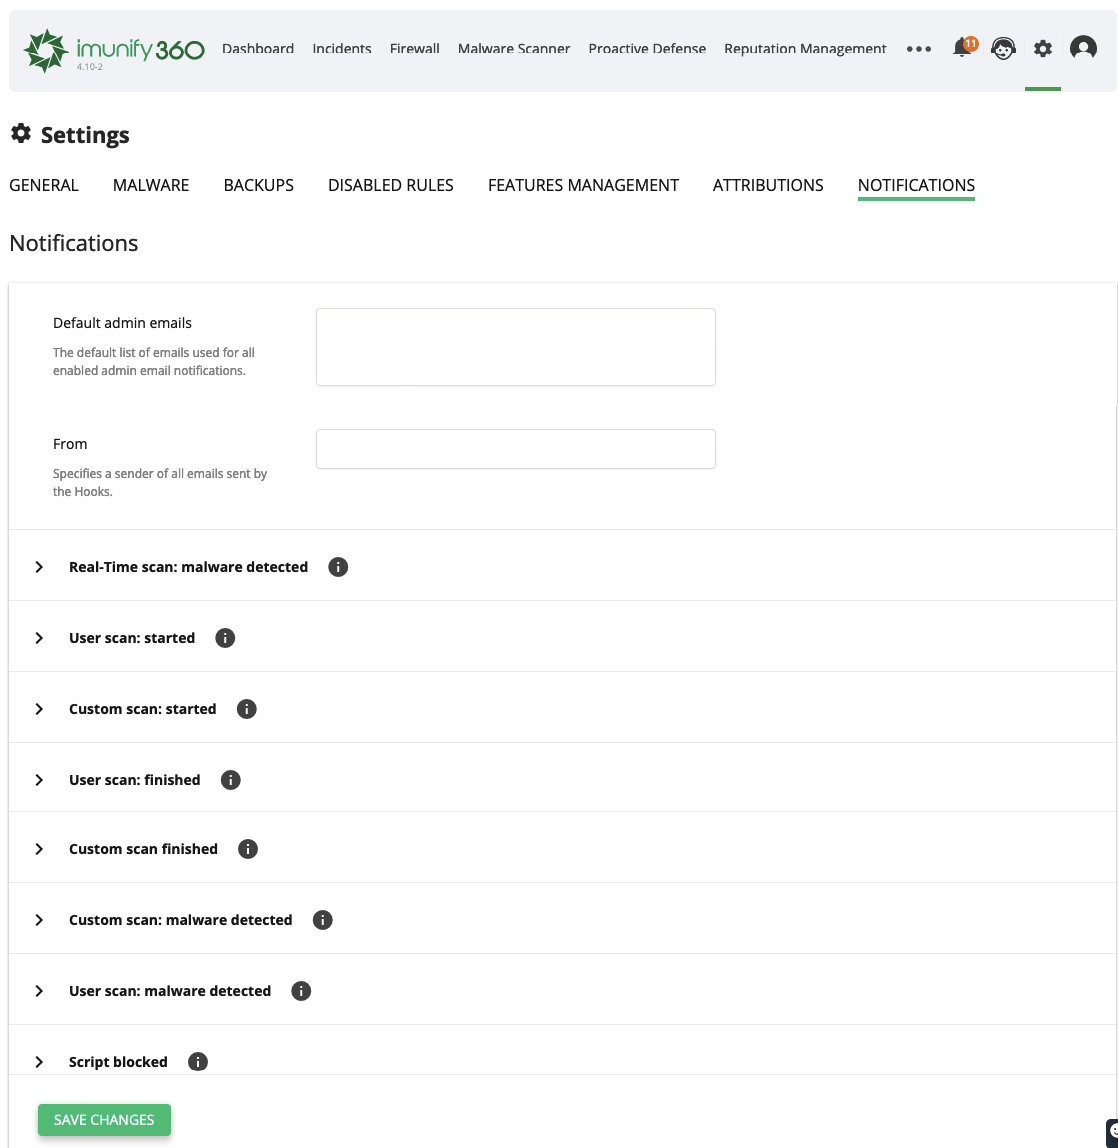 imunify360
4.10-2
Dashboard Incidents Firewall Malware Scanner Proactive Defense Reputation Management
11
Settings
GENERAL MALWARE BACKUPS DISABLED RULES FEATURES MANAGEMENT ATTRIBUTIONS NOTIFICATIONS
Notifications
Default admin emails
The default list of emails used for all
enabled admin email notifications.
From
Specifies a sender of all emails sent by
the Hooks.
Real-Time scan: malware detected
User scan: started
Custom scan: started
User scan: finished
Custom scan finished
Custom scan: malware detected
User scan: malware detected
Script blocked
SAVE CHANGES